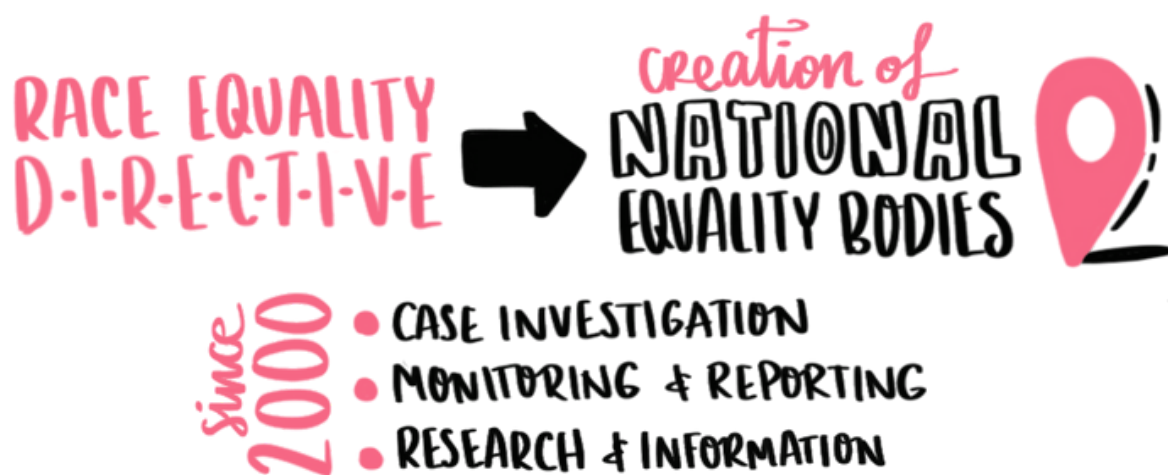 RACE EQUALITY
D-I-R-E-C-T-I-V-E
creation of
NATIONAL
EQUALITY BODIES
since
2000
• CASE INVESTIGATION
• MONITORING & REPORTING
• RESEARCH & INFORMATION